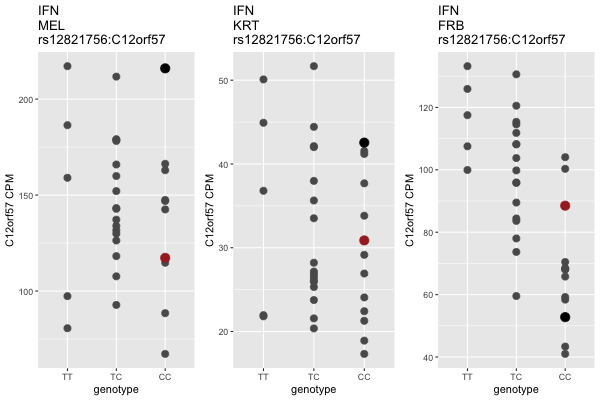 IFN
MEL
rs12821756:C12orf57
C12orf57 CPM
200
150
100
TT
TC
CC
genotype
IFN
KRT
rs12821756:C12orf57
C12orf57 CPM
50
40
30
20
TT
TC
CC
genotype
IFN
FRB
rs12821756:C12orf57
C12orf57 CPM
120
100
80
60
40
TT
TC
CC
genotype